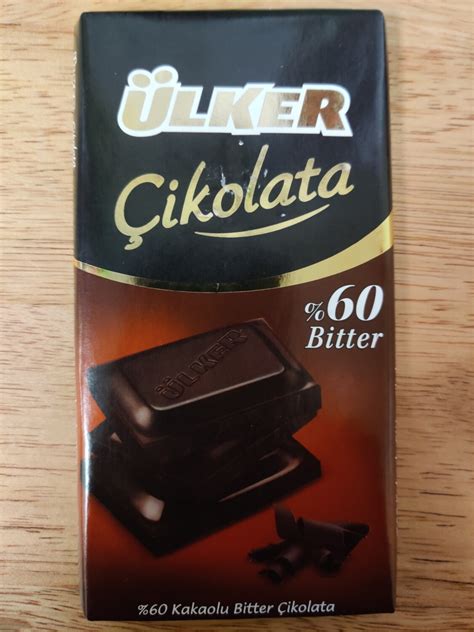 ÜLKER
Çikolata
%60
Bitter
ÜLKER
%60 Kakaolu Bitter Çikolata